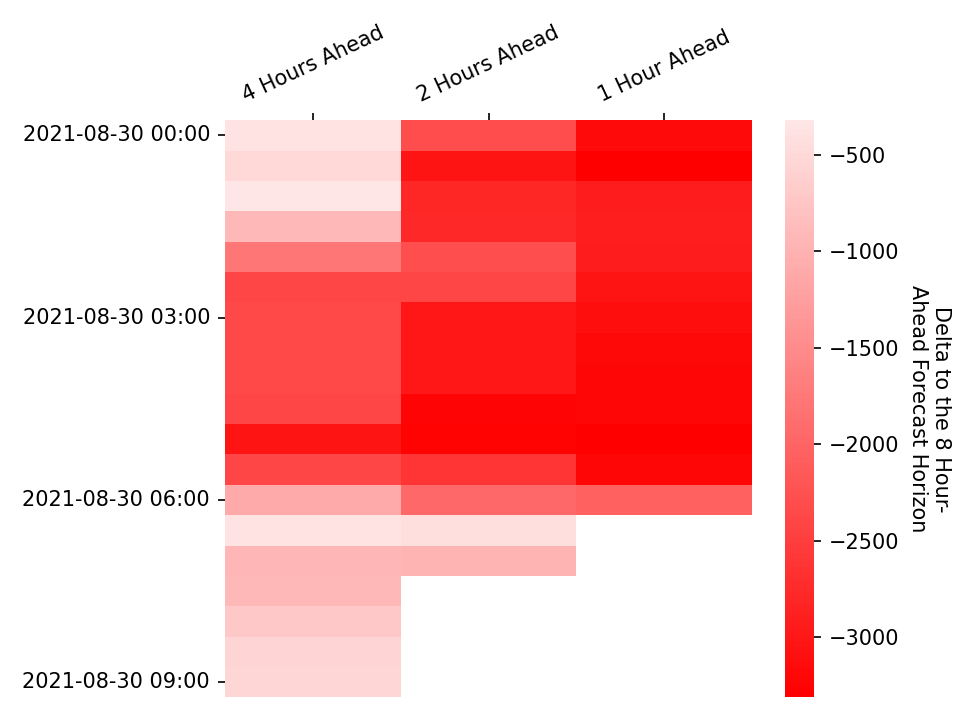 4 Hours Ahead
2 Hours Ahead
1 Hour Ahead
2021-08-30 00:00
2021-08-30 03:00
2021-08-30 06:00
2021-08-30 09:00
−500
−1000
−1500
−2000
−2500
−3000
Delta to the 8 Hour-
Ahead Forecast Horizon